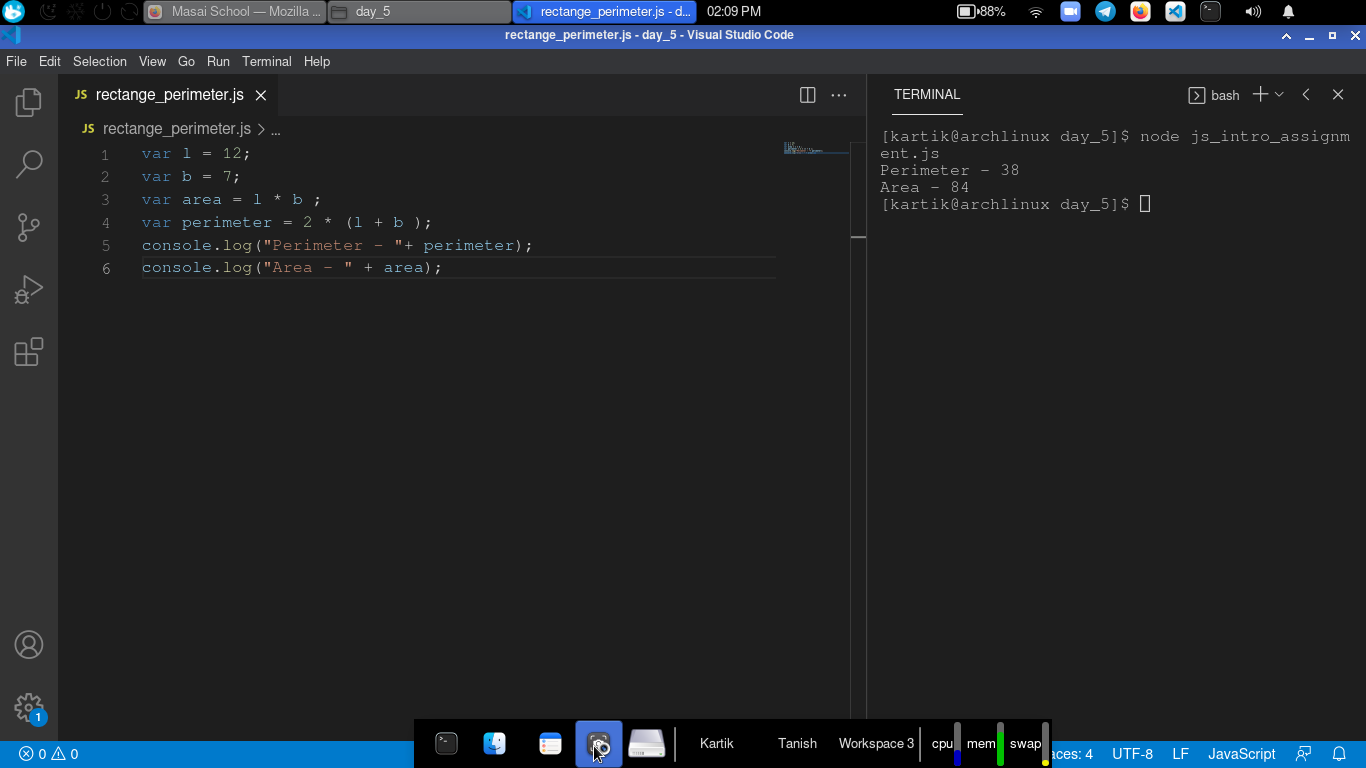 Masai School — Mozilla ...
day_5
rectange_perimeter.js - d...
02:09 PM
88%
rectange_perimeter.js - day_5 - Visual Studio Code
File Edit Selection View Go Run Terminal Help
JS rectange_perimeter.js
JS rectange_perimeter.js > ...
1 var l = 12;
2 var b = 7;
3 var area = l * b ;
4 var perimeter = 2 * (l + b );
5 console.log("Perimeter - "+ perimeter);
6 console.log("Area - " + area);
TERMINAL
bash
[kartik@archlinux day_5]$ node js_intro_assignm
ent.js
Perimeter - 38
Area - 84
[kartik@archlinux day_5]$
1
0 0
Kartik
Tanish
Workspace 3
cpu
mem
swap
aces: 4
UTF-8
LF
JavaScript